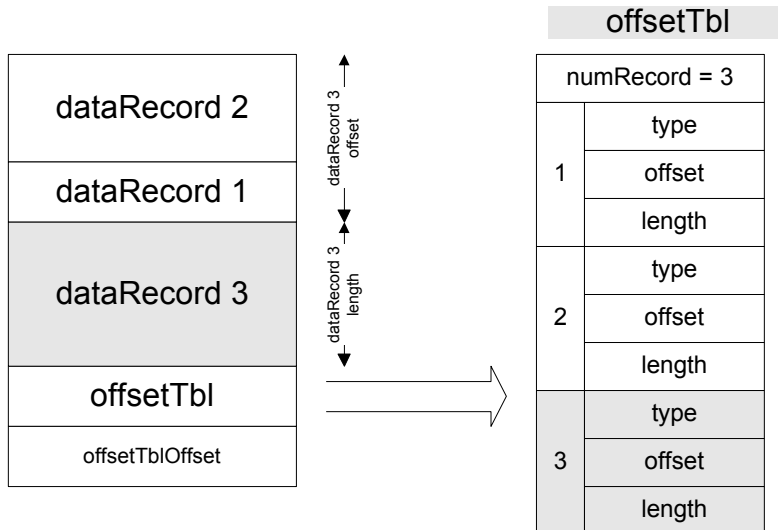 dataRecord 2
dataRecord 1
dataRecord 3
offsetTbl
offsetTblOffset
dataRecord 3
offset
dataRecord 3
length
offsetTbl
numRecord = 3
1
type
offset
length
2
type
offset
length
3
type
offset
length